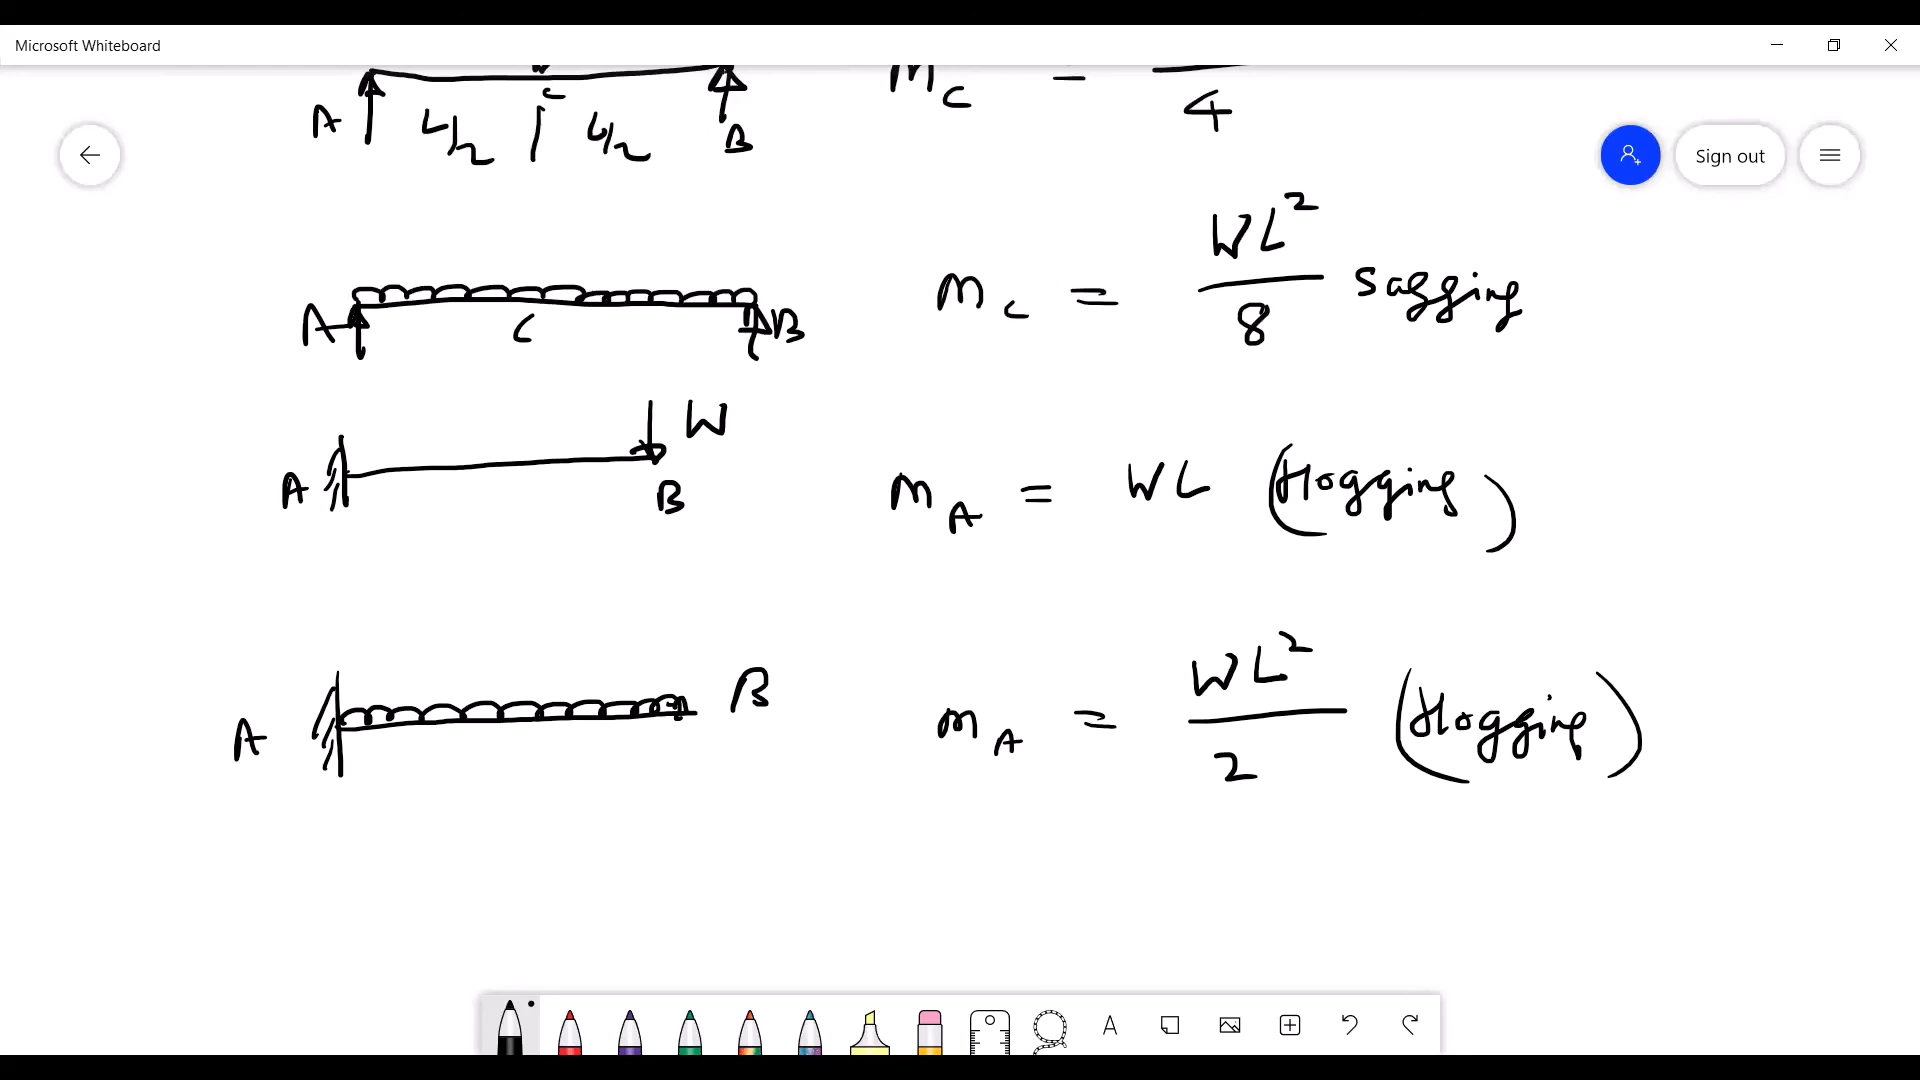 Microsoft Whiteboard
Sign out
A L/2 C L/2 B
M_C = — 4
A C B
M_C = WL²/8 Sagging
W
A B
M_A = WL (Hogging)
A B
M_A = WL²/2 (Hogging)
A